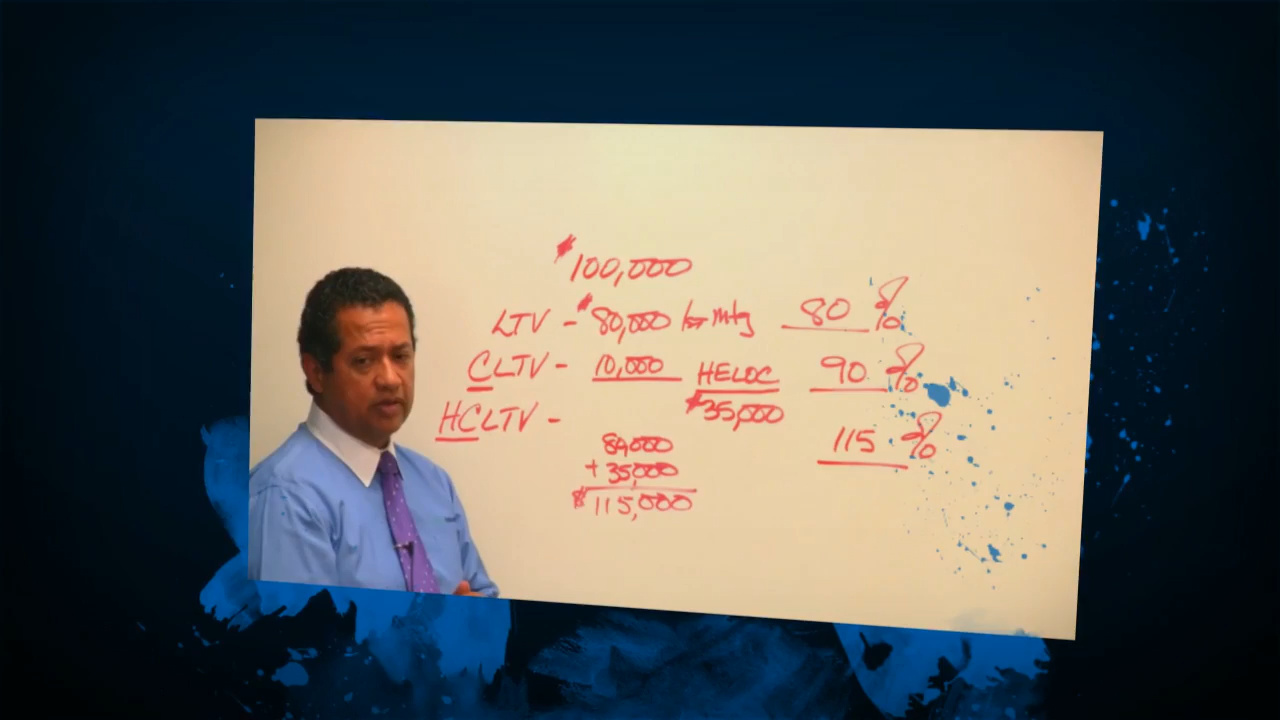 $100,000
LTV - $80,000 1st mtg 80 %
CLTV - 10,000 HELOC 90 %
HCLTV - $35,000 115 %
80,000
+ 35,000
$115,000